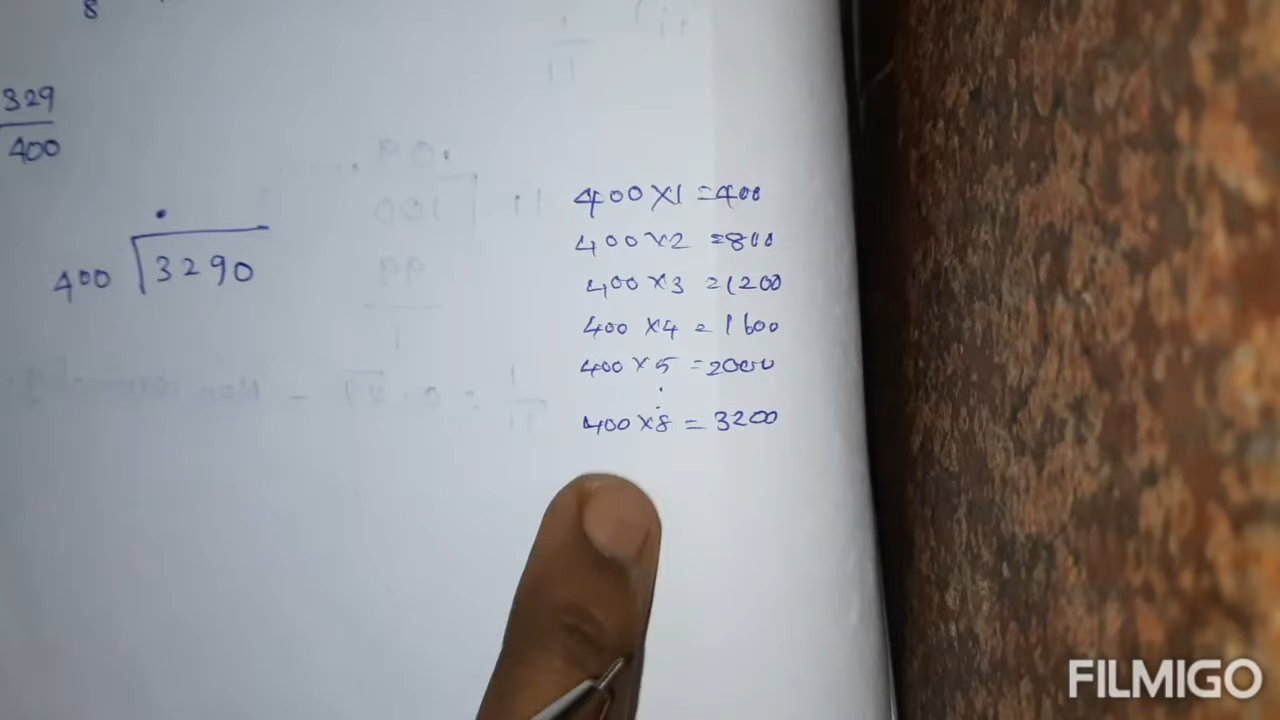 8
329
400
400 3290
400 × 1 = 400
400 × 2 = 800
400 × 3 = 1200
400 × 4 = 1600
400 × 5 = 2000
400 × 8 = 3200
FILMIGO